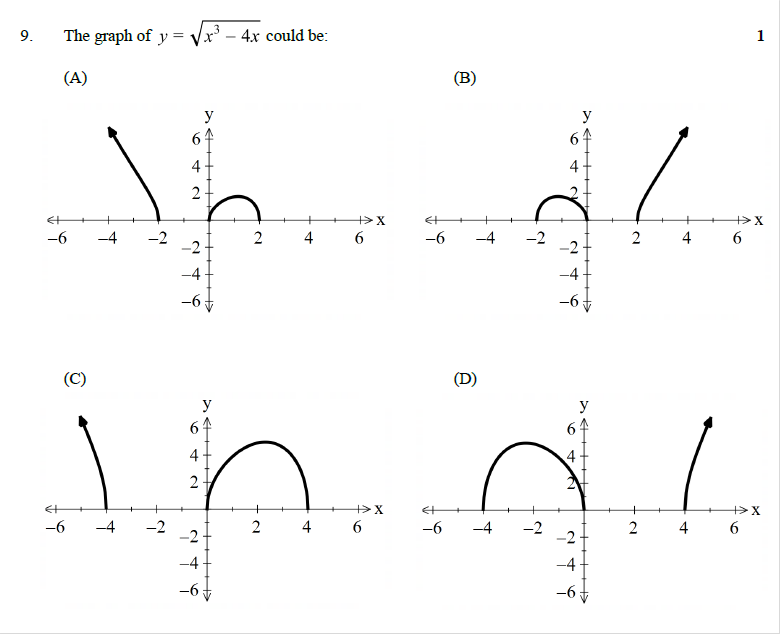 9. The graph of y = √(x³ – 4x) could be: 1
(A) (B)
y y
6 6
4 4
2 2
x x
–6 –4 –2 2 4 6 –6 –4 –2 2 4 6
–2 –2
–4 –4
–6 –6
(C) (D)
y y
6 6
4 4
2 2
x x
–6 –4 –2 2 4 6 –6 –4 –2 2 4 6
–2 –2
–4 –4
–6 –6